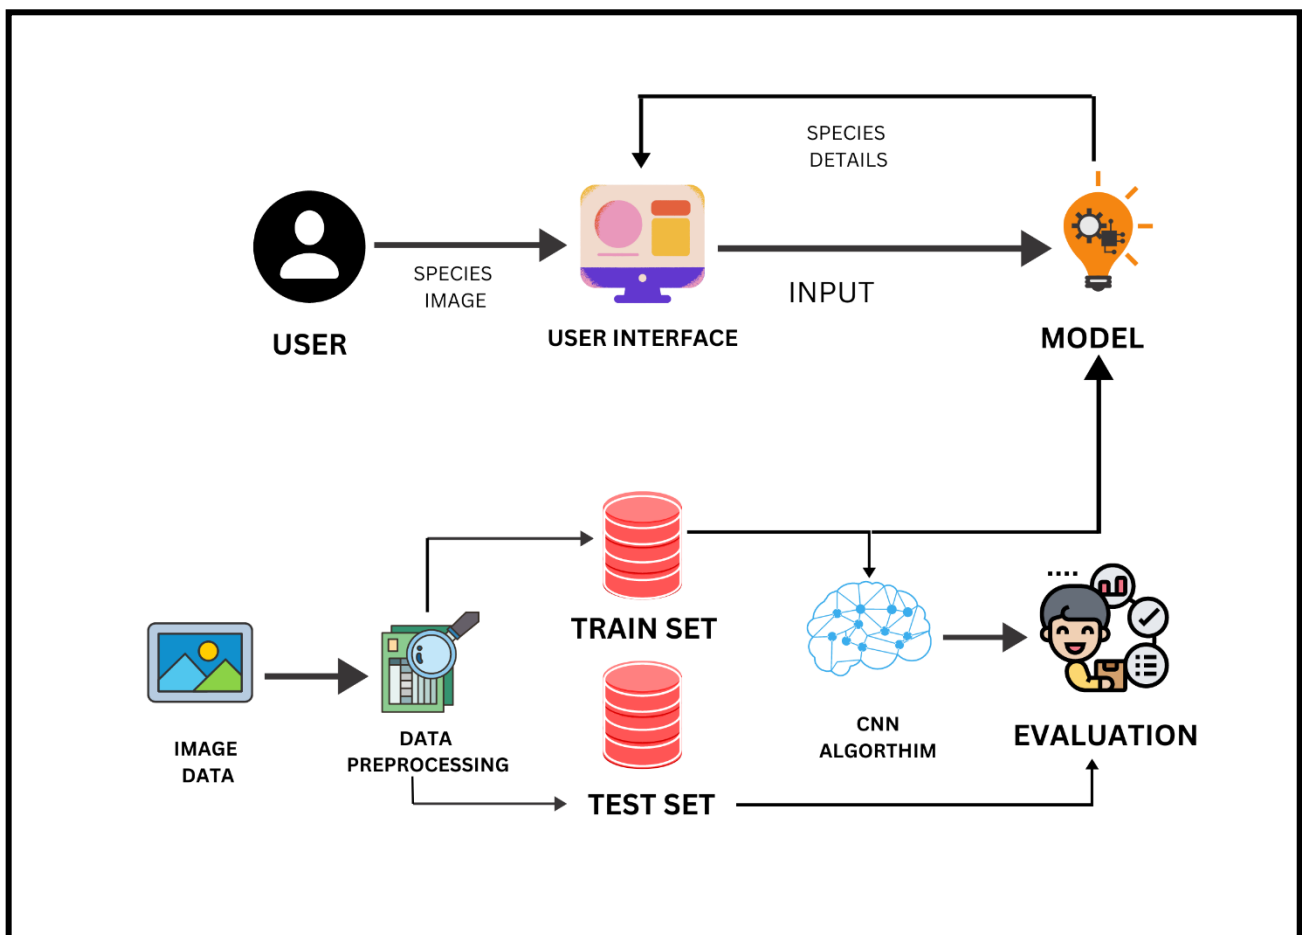 SPECIES
DETAILS
SPECIES
IMAGE
INPUT
USER
USER INTERFACE
MODEL
TRAIN SET
IMAGE
DATA
DATA
PREPROCESSING
CNN
ALGORTHIM
EVALUATION
TEST SET